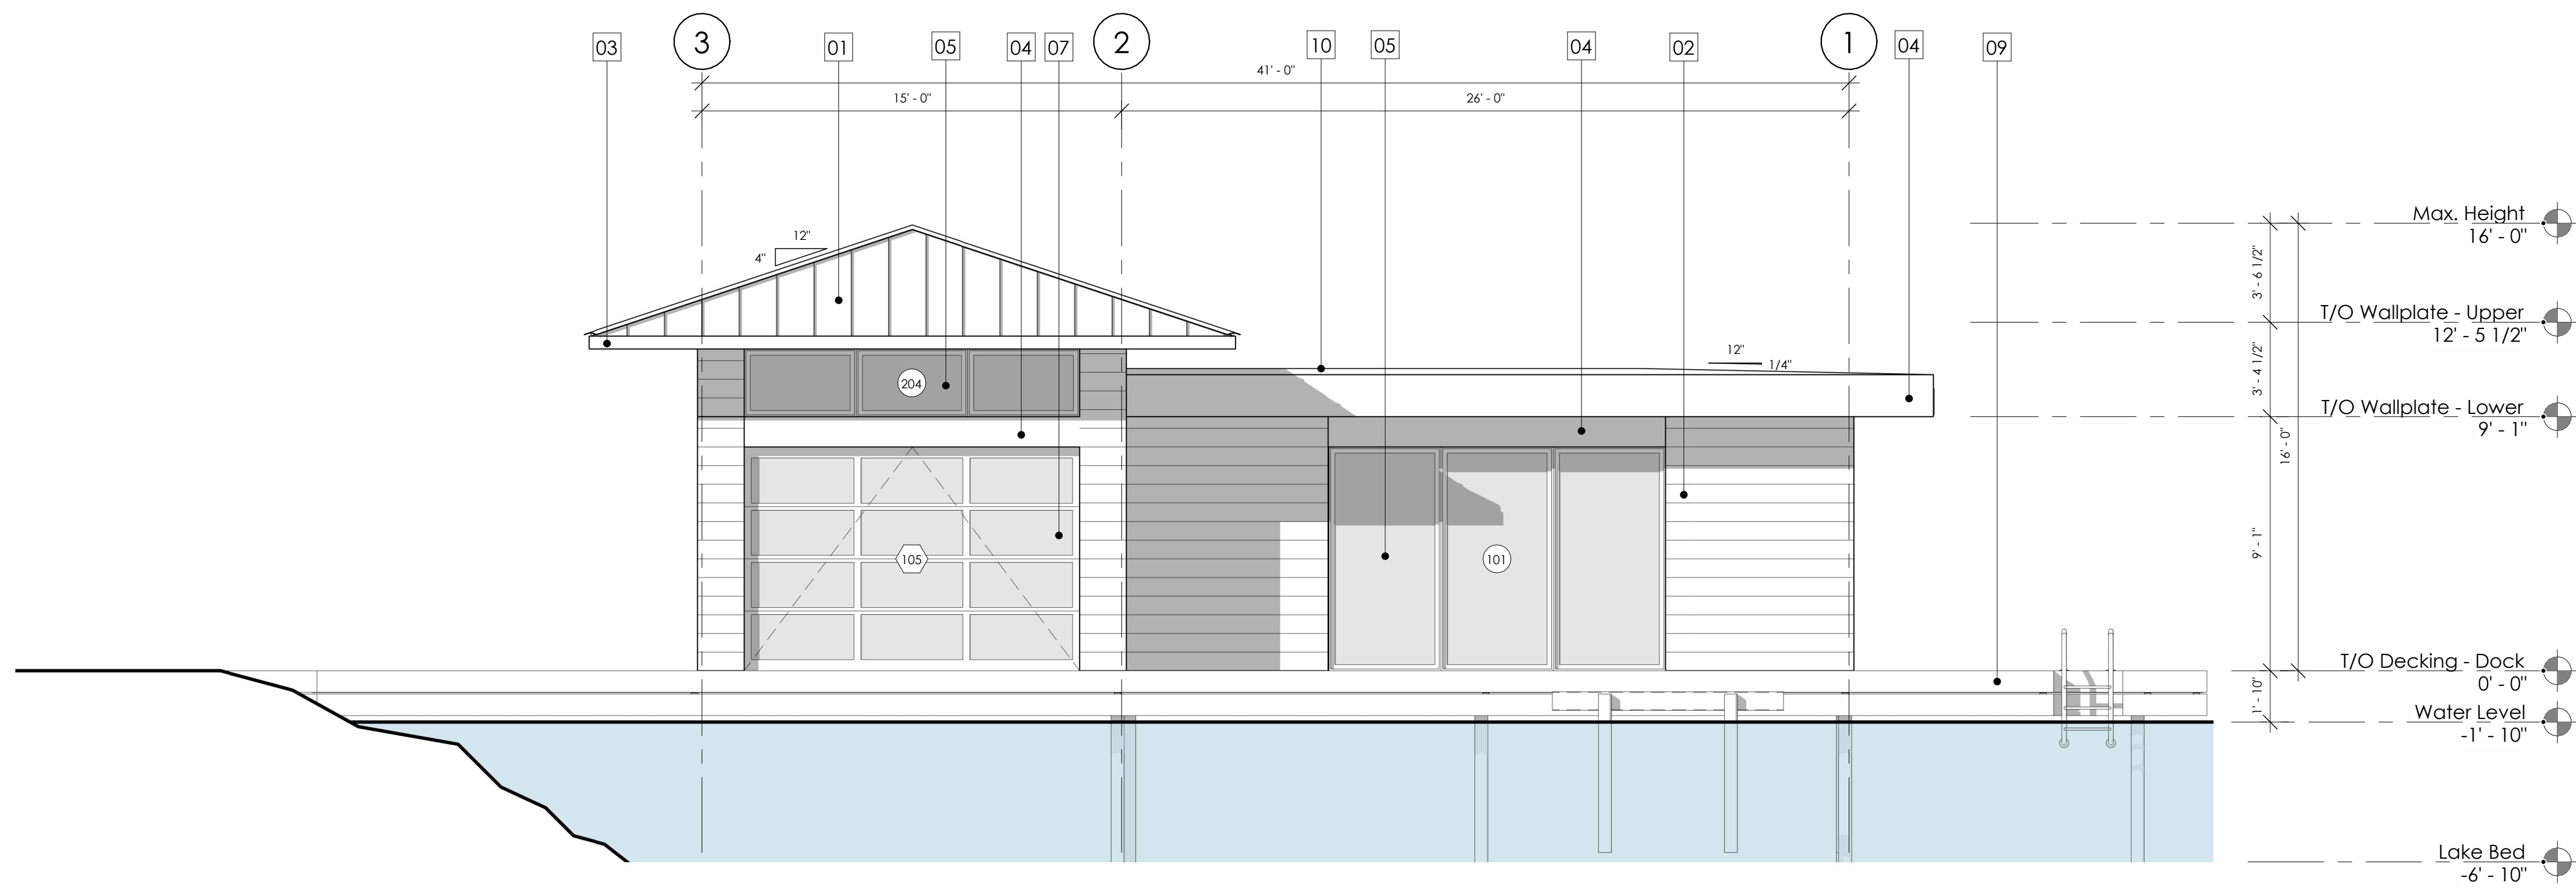 03
3
01
05
04
07
2
10
05
04
02
1
04
09
41' - 0"
15' - 0"
26' - 0"
12"
4"
12"
1/4"
204
105
101
Max. Height
16' - 0"
3' - 6 1/2"
T/O Wallplate - Upper
12' - 5 1/2"
3' - 4 1/2"
T/O Wallplate - Lower
9' - 1"
16' - 0"
9' - 1"
T/O Decking - Dock
0' - 0"
1' - 10"
Water Level
-1' - 10"
Lake Bed
-6' - 10"